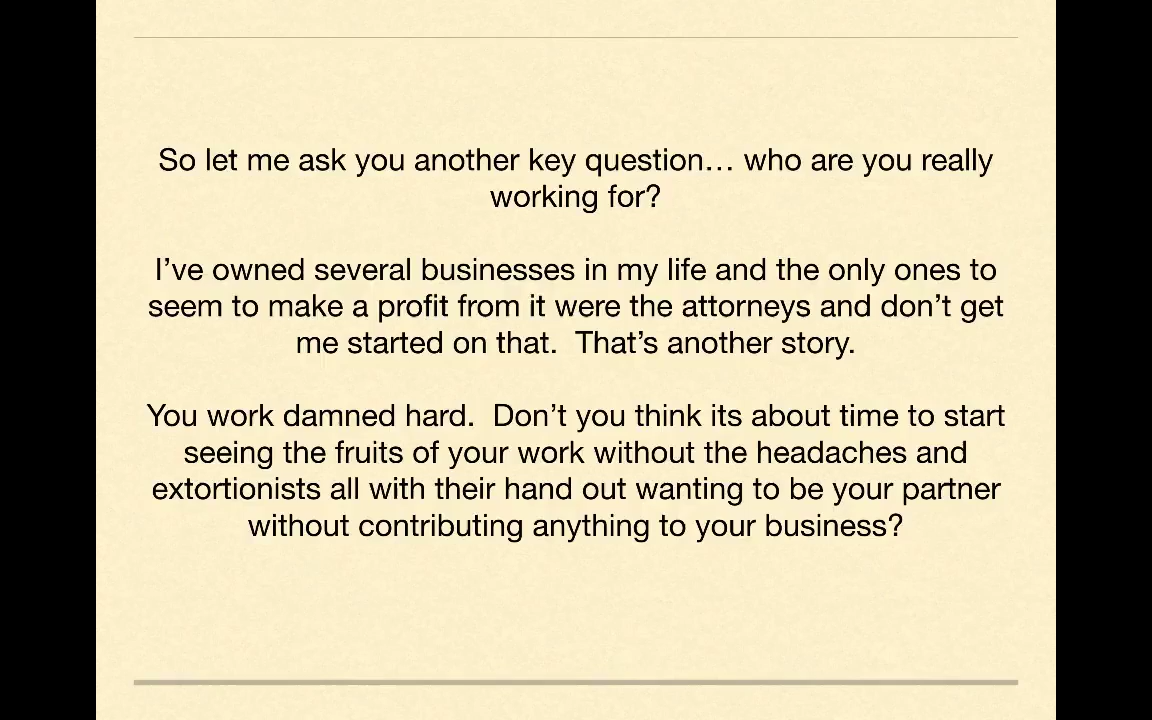 So let me ask you another key question… who are you really
working for?
I’ve owned several businesses in my life and the only ones to
seem to make a profit from it were the attorneys and don’t get
me started on that.  That’s another story.
You work damned hard.  Don’t you think its about time to start
seeing the fruits of your work without the headaches and
extortionists all with their hand out wanting to be your partner
without contributing anything to your business?